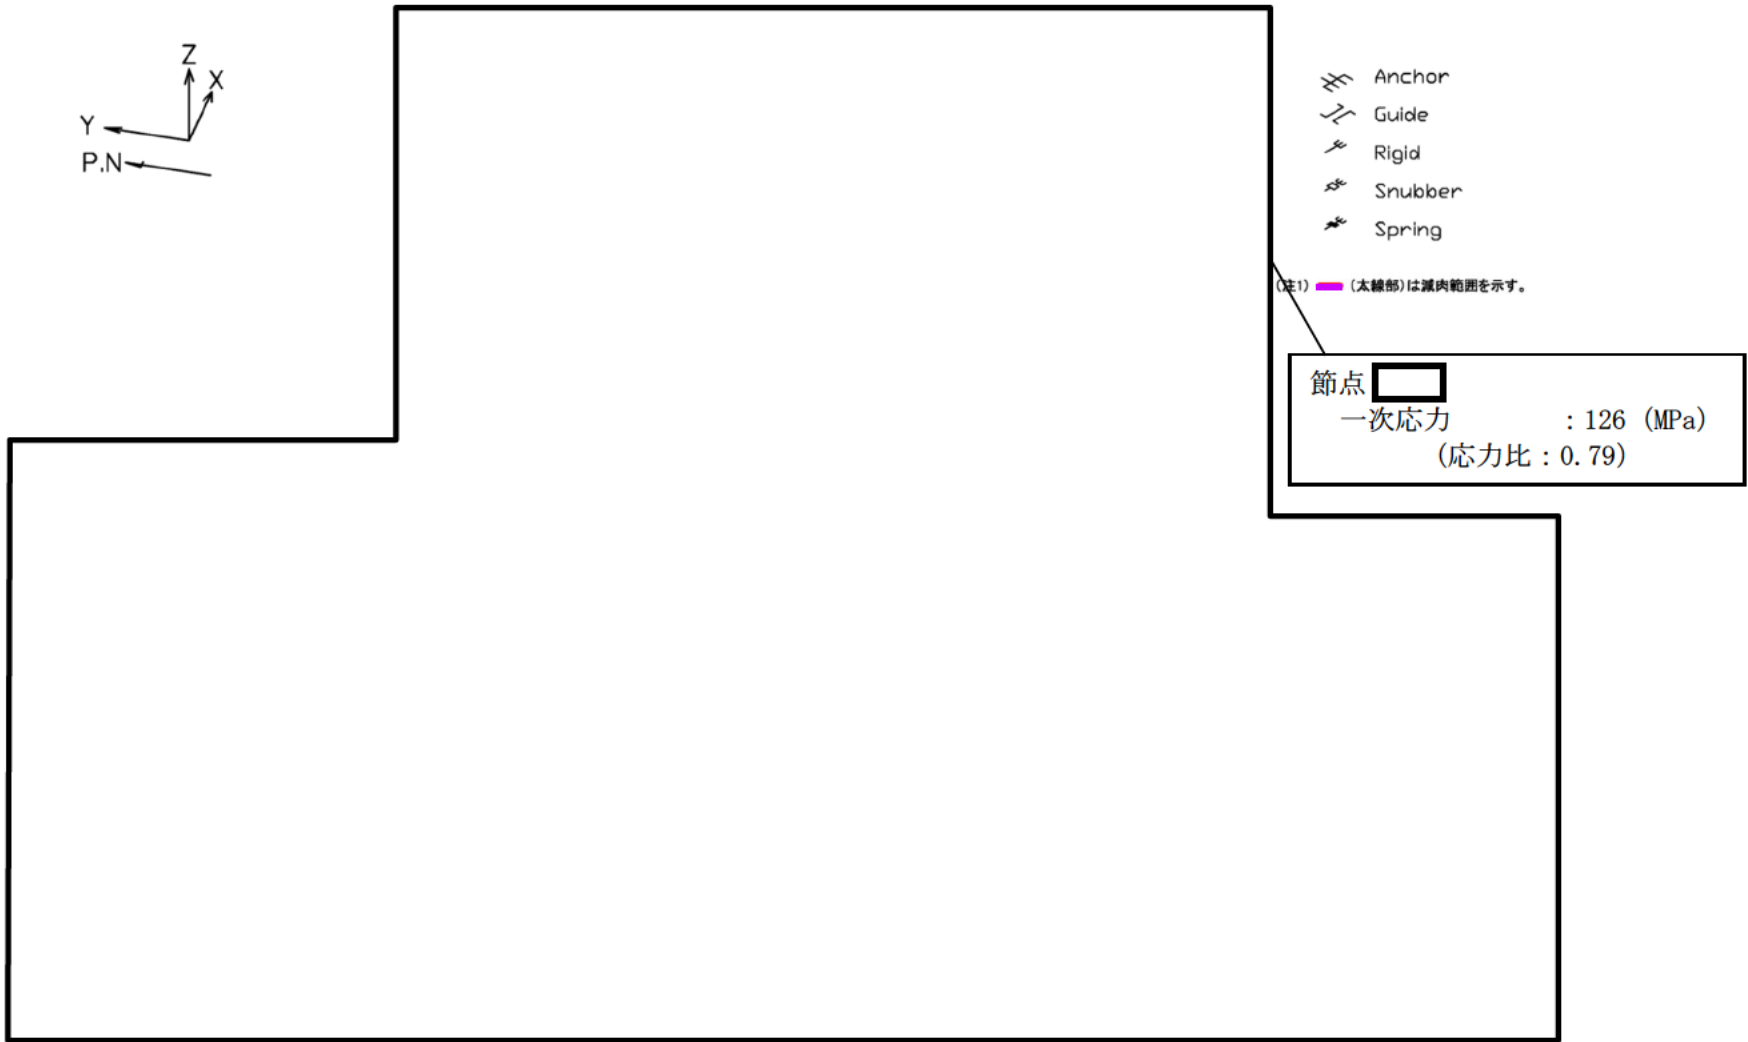 Z
X
Y
P.N
Anchor
Guide
Rigid
Snubber
Spring
(注1) (太線部)は減肉範囲を示す。
節点
一次応力 : 126 (MPa)
(応力比 : 0.79)